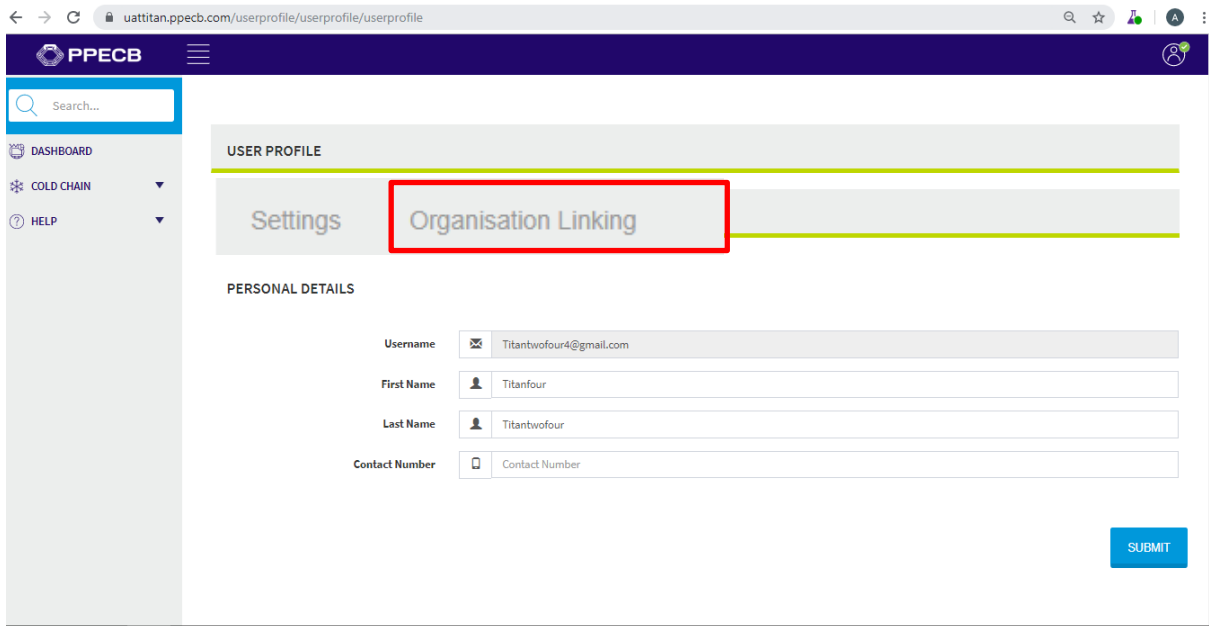 uattitan.ppecb.com/userprofile/userprofile/userprofile
A
PPECB
Search...
DASHBOARD
COLD CHAIN
HELP
USER PROFILE
Settings
Organisation Linking
PERSONAL DETAILS
Username Titantwofour4@gmail.com
First Name Titanfour
Last Name Titantwofour
Contact Number Contact Number
SUBMIT